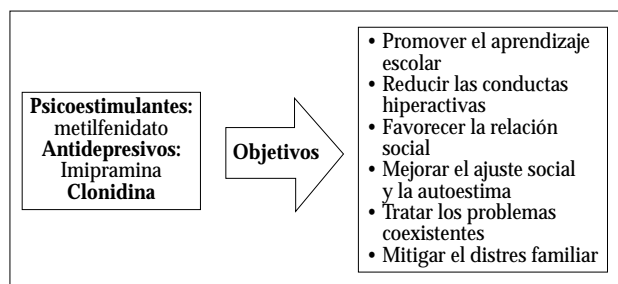 Psicoestimulantes:
metilfenidato
Antidepresivos:
Imipramina
Clonidina
Objetivos
• Promover el aprendizaje
escolar
• Reducir las conductas
hiperactivas
• Favorecer la relación
social
• Mejorar el ajuste social
y la autoestima
• Tratar los problemas
coexistentes
• Mitigar el distres familiar